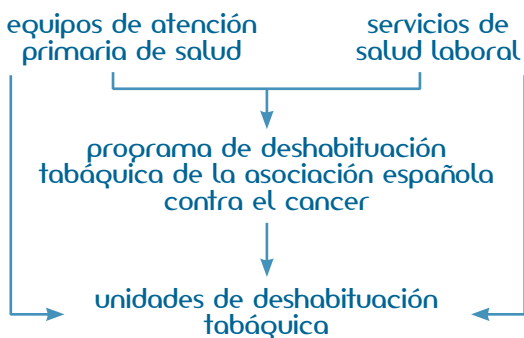 equipos de atención
primaria de salud
servicios de
salud laboral
programa de deshabituación
tabáquica de la asociación española
contra el cancer
unidades de deshabituación
tabáquica